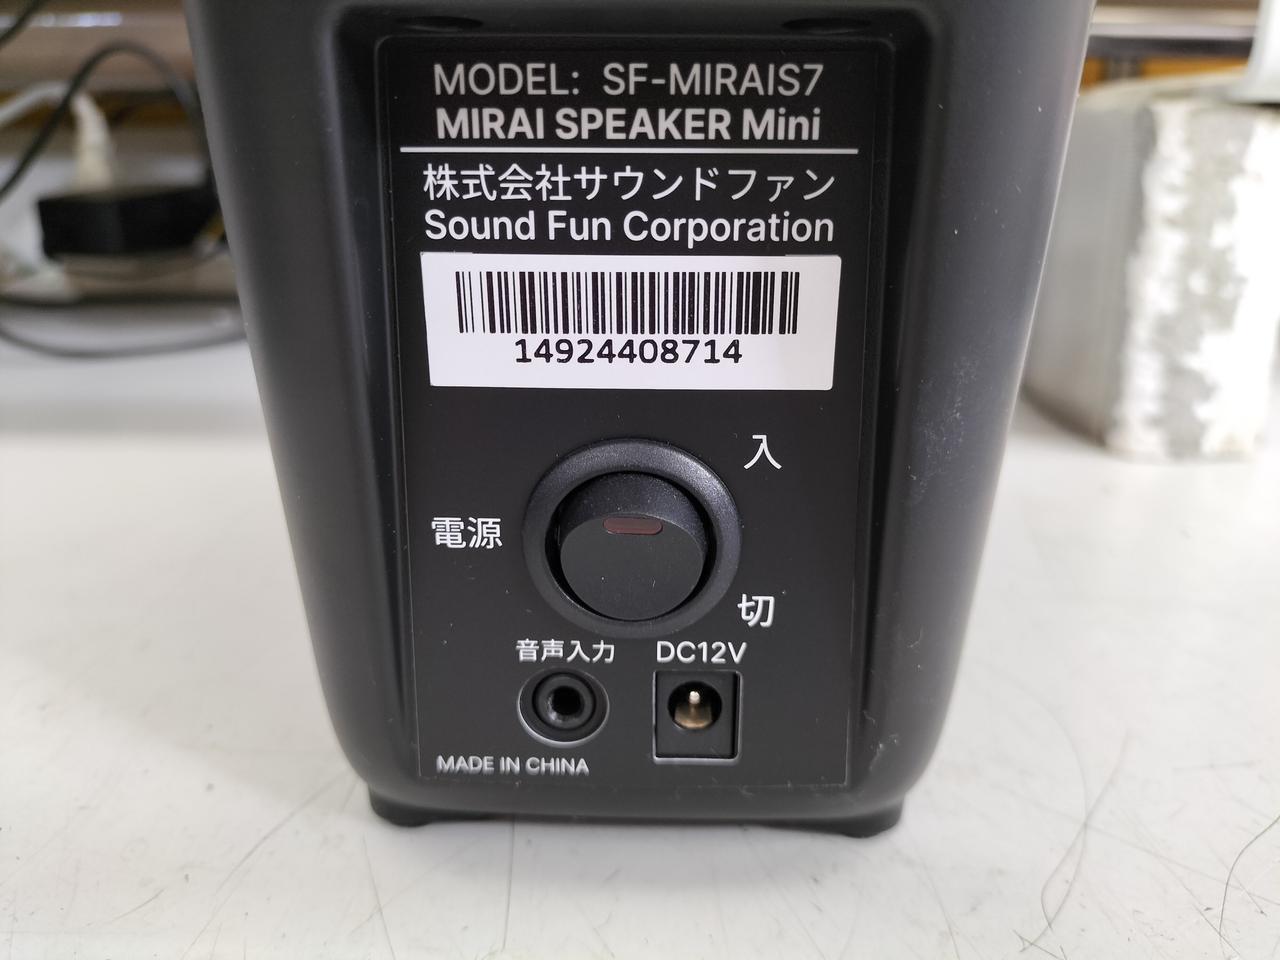 MODEL: SF-MIRAIS7
MIRAI SPEAKER Mini
株式会社サウンドファン
Sound Fun Corporation
14924408714
入
電源
切
音声入力 DC12V
MADE IN CHINA